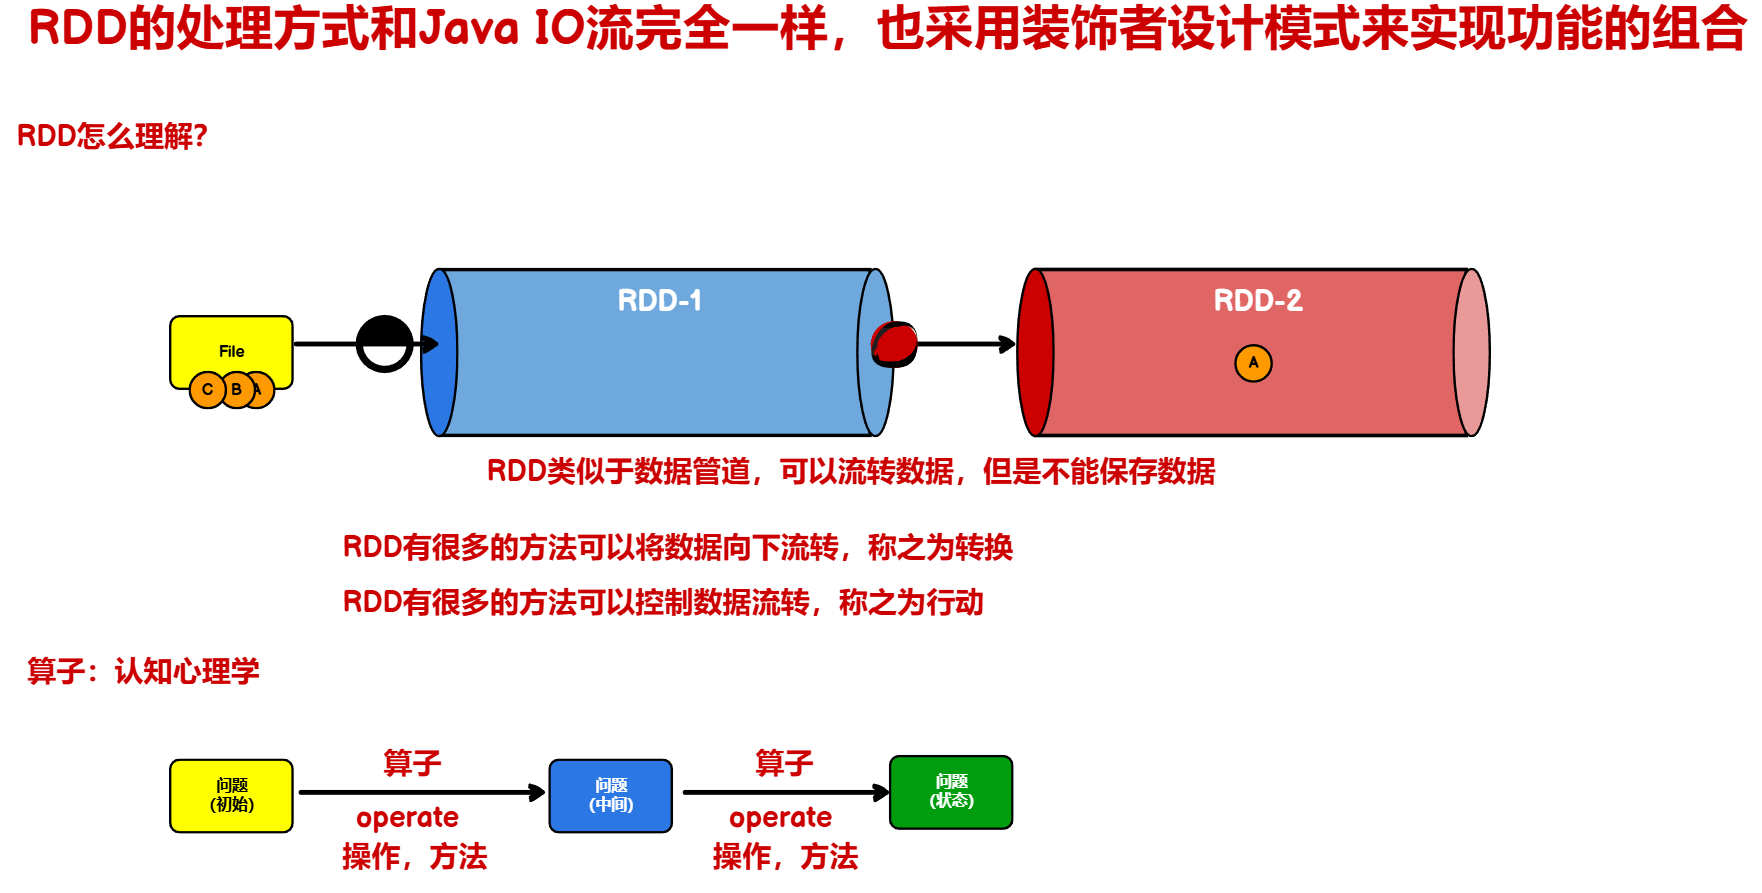 RDD的处理方式和Java IO流完全一样，也采用装饰者设计模式来实现功能的组合
RDD怎么理解？
RDD-1
RDD-2
File
C
B
A
A
RDD类似于数据管道，可以流转数据，但是不能保存数据
RDD有很多的方法可以将数据向下流转，称之为转换
RDD有很多的方法可以控制数据流转，称之为行动
算子：认知心理学
算子
算子
问题
(初始)
问题
(中间)
问题
(状态)
operate
operate
操作，方法
操作，方法